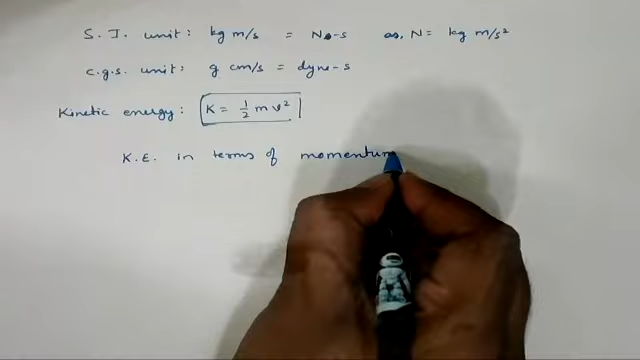 S.I. unit: kg m/s = N-s as, N = kg m/s²
c.g.s. unit: g cm/s = dyne-s
Kinetic energy: K = 1/2 m v²
K.E. in terms of momentum